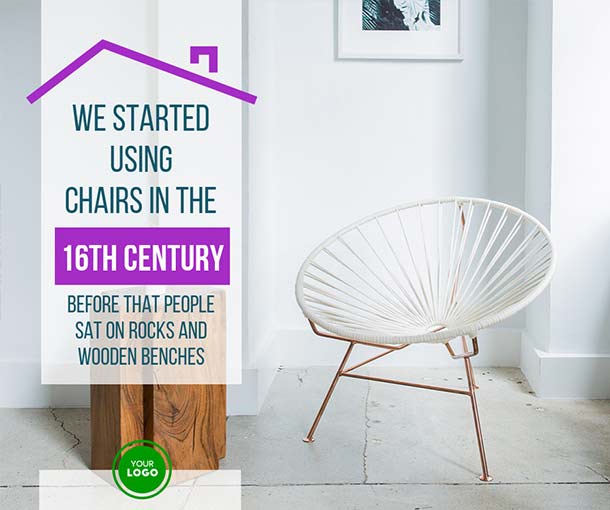 WE STARTED
USING
CHAIRS IN THE
16TH CENTURY
BEFORE THAT PEOPLE
SAT ON ROCKS AND
WOODEN BENCHES
YOUR
LOGO